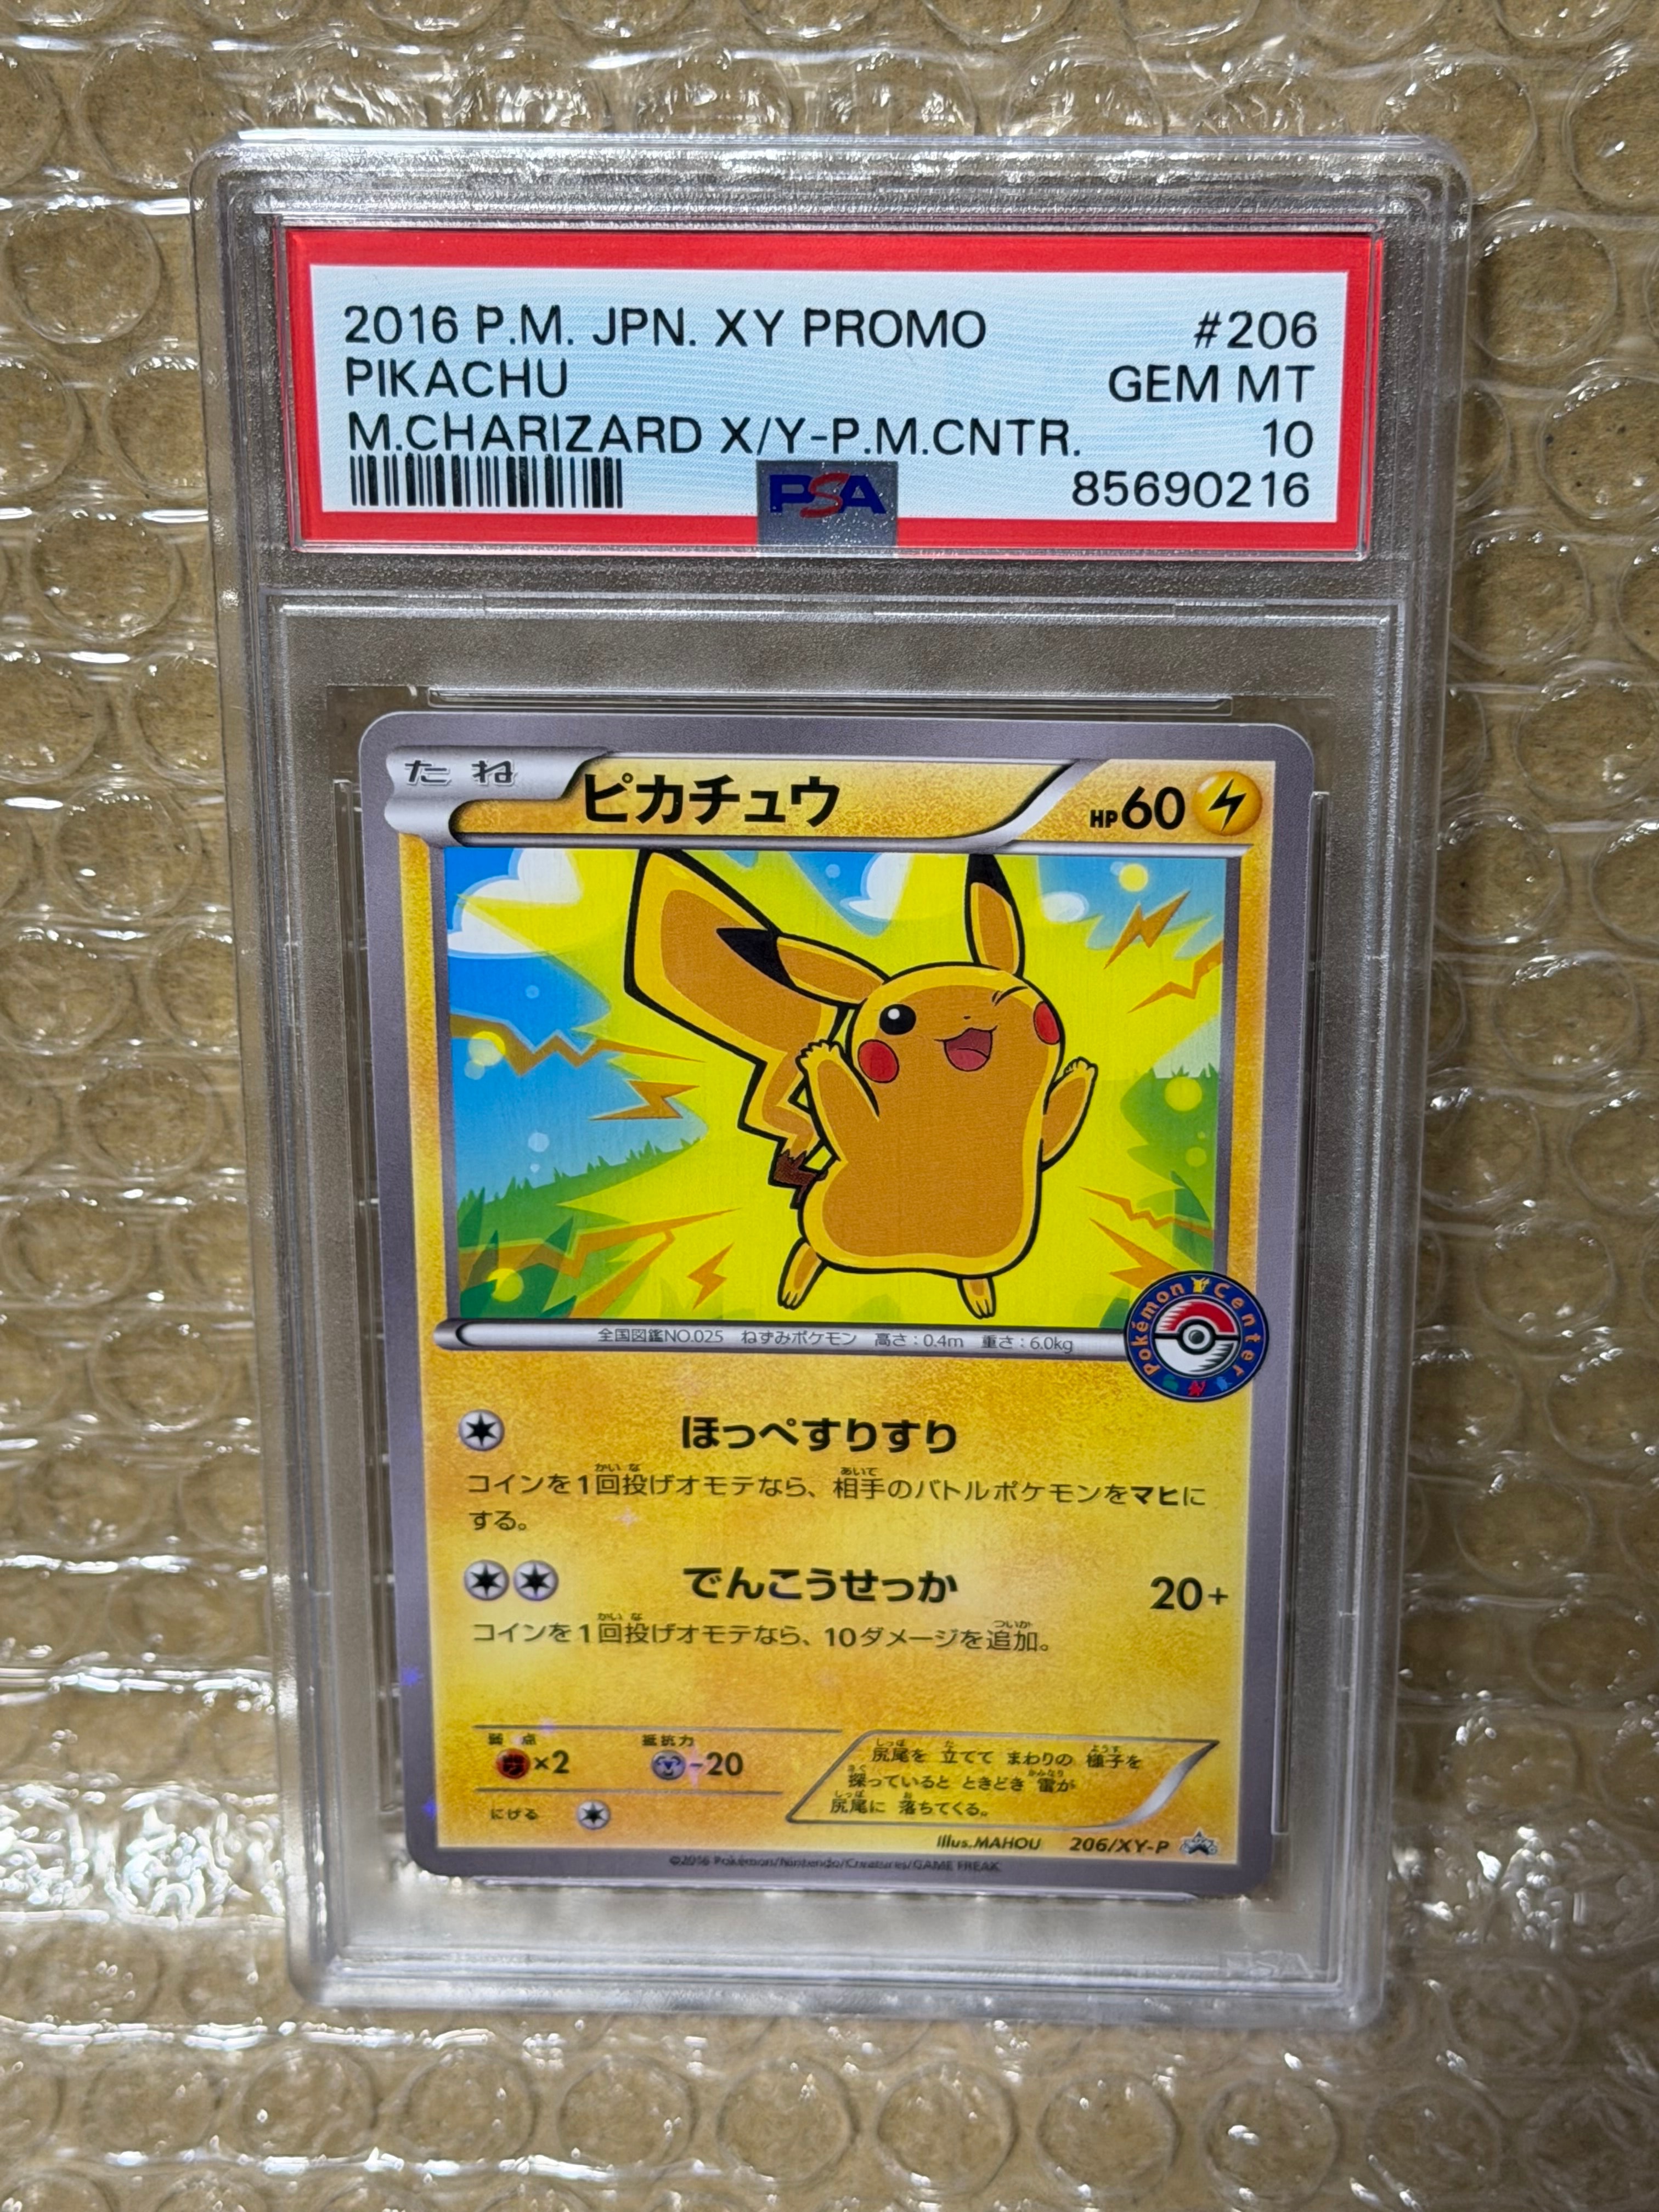 2016 P.M. JPN. XY PROMO #206
PIKACHU GEM MT
M.CHARIZARD X/Y-P.M.CNTR. 10
PSA 85690216
たね ピカチュウ HP60
全国図鑑NO.025 ねずみポケモン 高さ:0.4m 重さ:6.0kg
Pokémon Center
ほっぺすりすり
コインを1回投げオモテなら、相手のバトルポケモンをマヒに
する。
でんこうせっか 20+
コインを1回投げオモテなら、10ダメージを追加。
弱点 抵抗力
×2 -20
にげる
尻尾を 立てて まわりの 様子を
探っていると ときどき 雷が
尻尾に 落ちてくる。
Illus.MAHOU 206/XY-P
©2016 Pokémon/Nintendo/Creatures/GAME FREAK
PSA